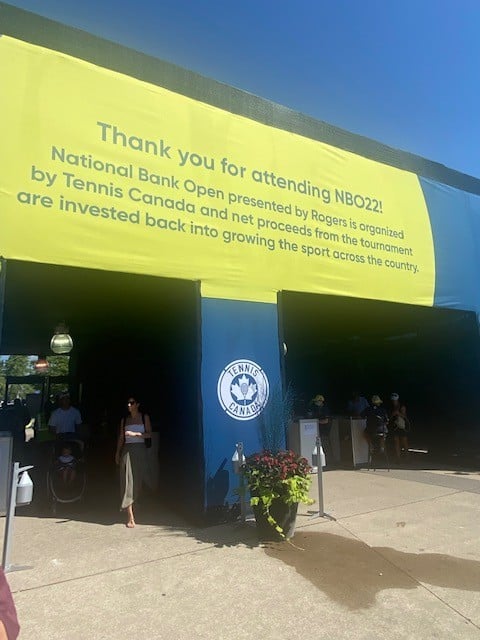 Thank you for attending NBO22!
National Bank Open presented by Rogers is organized
by Tennis Canada and net proceeds from the tournament
are invested back into growing the sport across the country.
TENNIS
CANADA